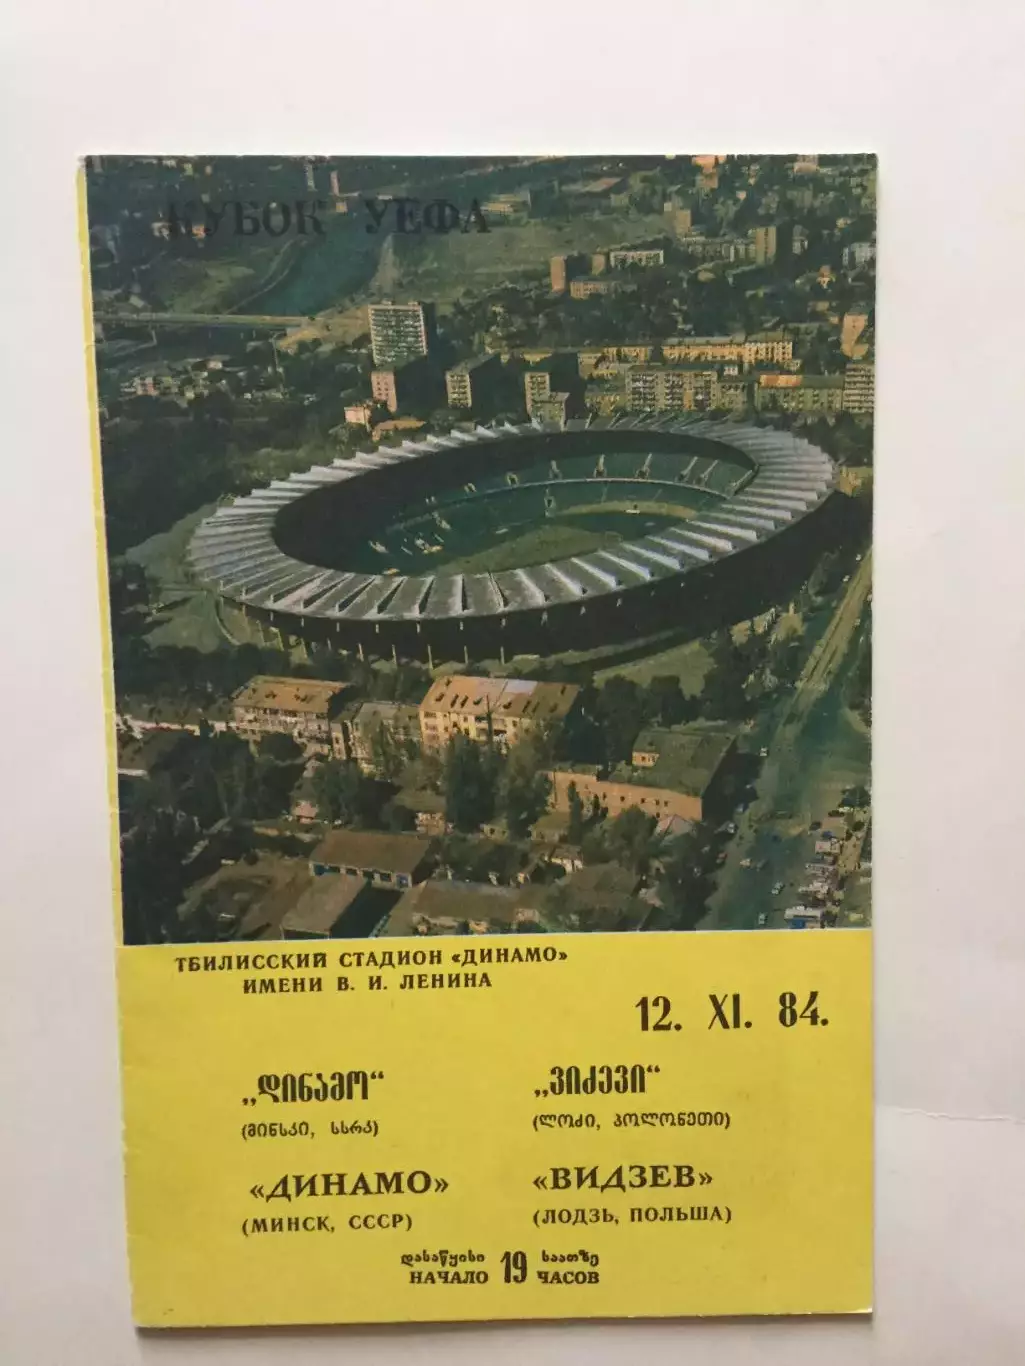 КУБОК УЕФА
ТБИЛИССКИЙ СТАДИОН «ДИНАМО»
ИМЕНИ В. И. ЛЕНИНА
12. XI. 84.
„დინამო“
(მინსკი, სსრკ)
„ვიძევი“
(ლოძი, პოლონეთი)
«ДИНАМО»
(МИНСК, СССР)
«ВИДЗЕВ»
(ЛОДЗЬ, ПОЛЬША)
დასაწყისი 19 საათზე
НАЧАЛО ЧАСОВ